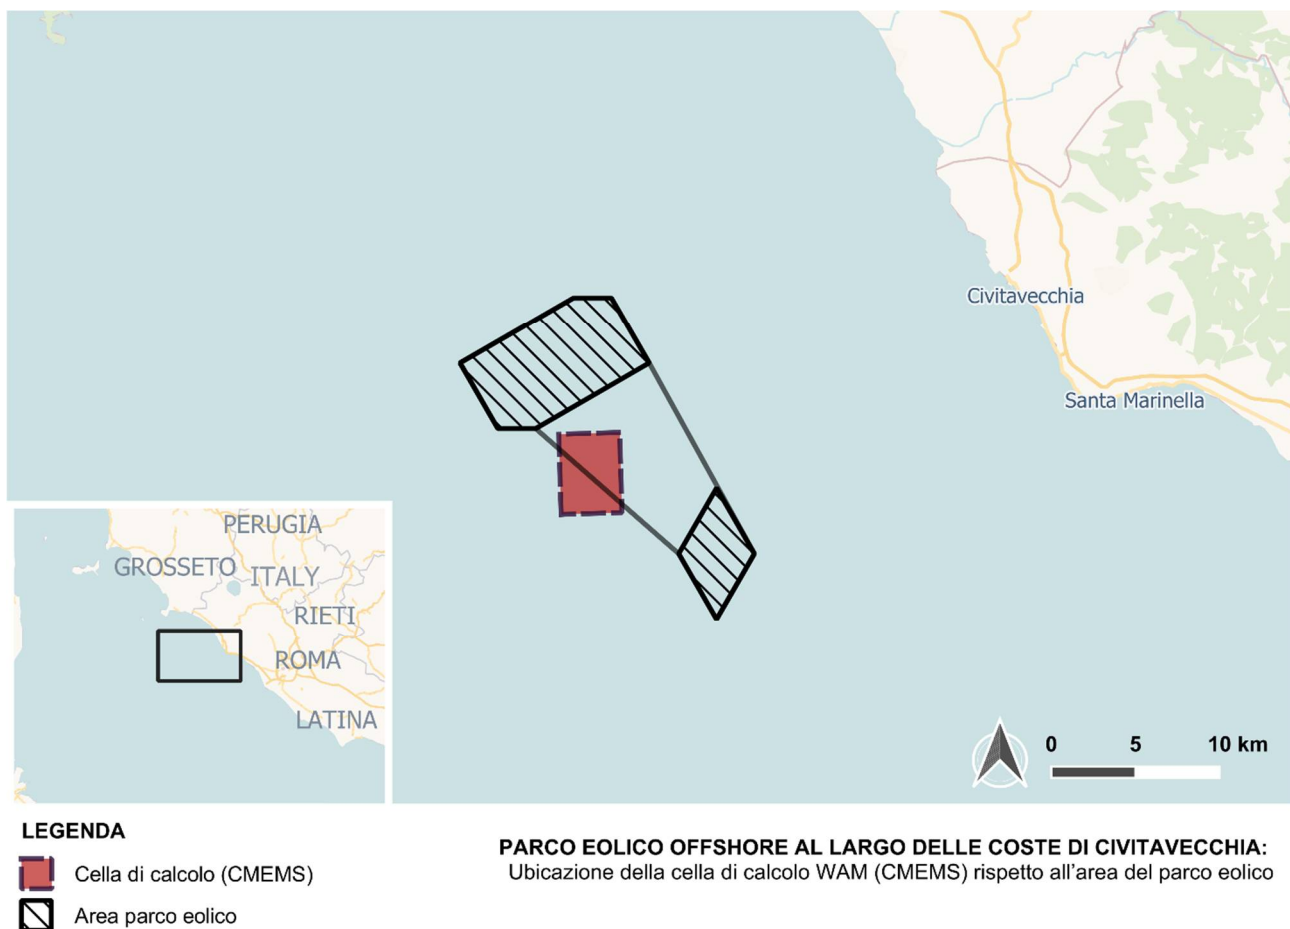 Civitavecchia
Santa Marinella
PERUGIA
GROSSETO
ITALY
RIETI
ROMA
LATINA
0 5 10 km
LEGENDA
Cella di calcolo (CMEMS)
Area parco eolico
PARCO EOLICO OFFSHORE AL LARGO DELLE COSTE DI CIVITAVECCHIA:
Ubicazione della cella di calcolo WAM (CMEMS) rispetto all'area del parco eolico